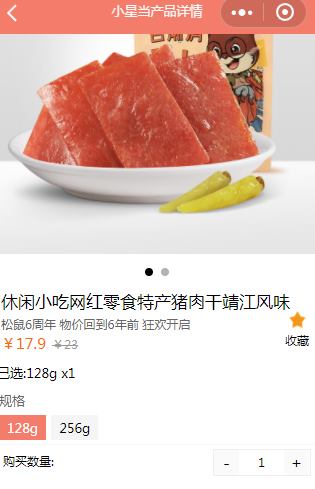 小星当产品详情
休闲小吃网红零食特产猪肉干靖江风味
松鼠6周年 物价回到6年前 狂欢开启
￥17.9 ￥23
收藏
已选:128g x1
规格
128g 256g
购买数量: - 1 +